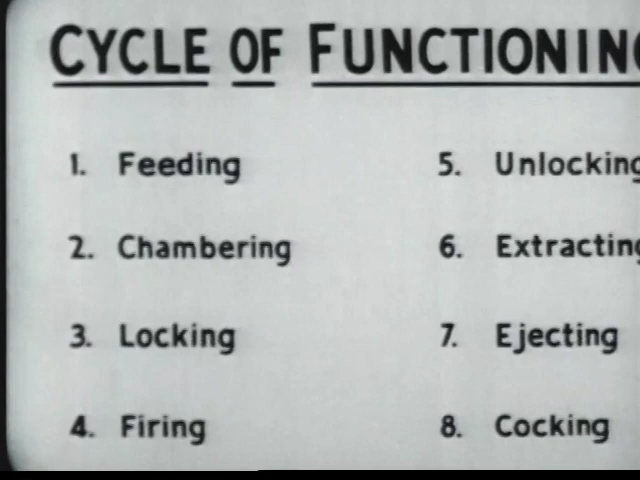 CYCLE OF FUNCTIONIN
1. Feeding
2. Chambering
3. Locking
4. Firing
5. Unlocking
6. Extracting
7. Ejecting
8. Cocking